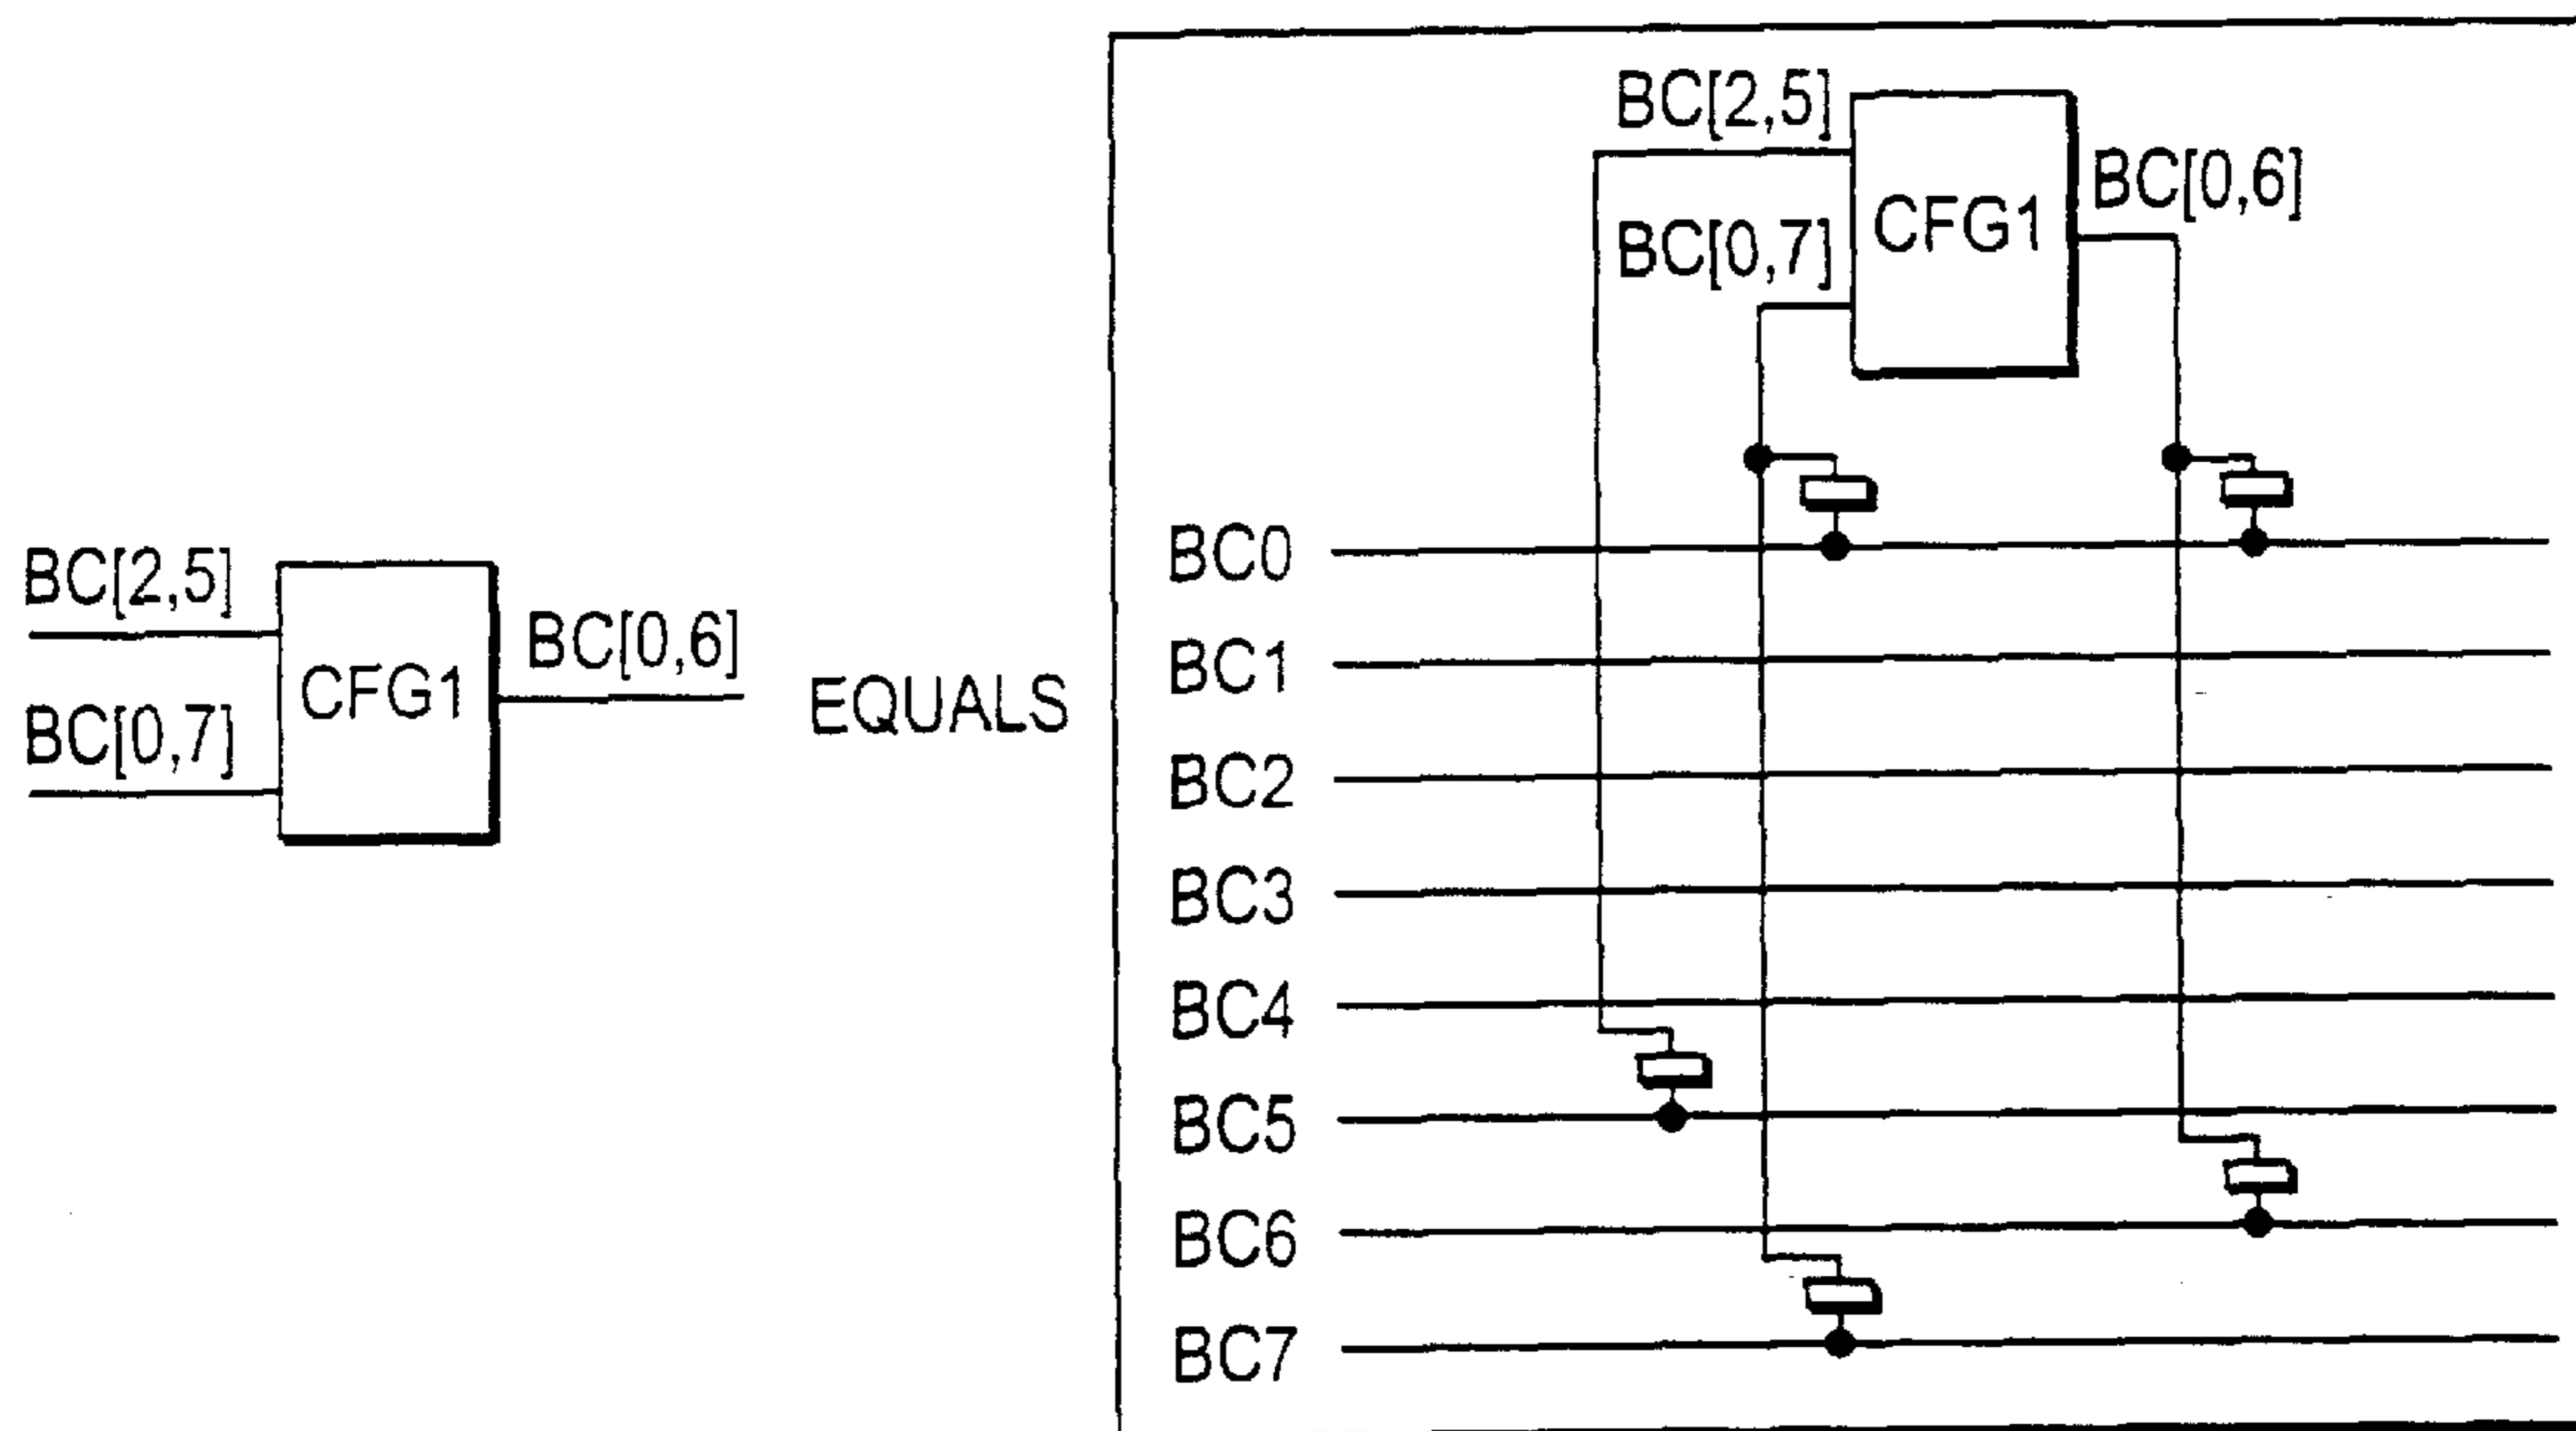 BC[2,5]
CFG1
BC[0,6]
BC[0,7]
EQUALS
BC[2,5]
CFG1
BC[0,6]
BC[0,7]
BC0
BC1
BC2
BC3
BC4
BC5
BC6
BC7